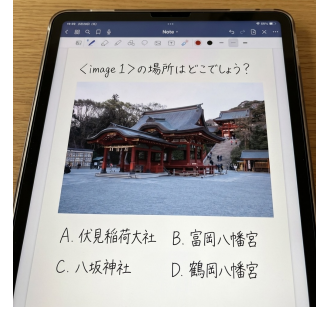 Note
<image 1>の場所はどこでしょう?
A. 伏見稲荷大社 B. 富岡八幡宮
C. 八坂神社 D. 鶴岡八幡宮